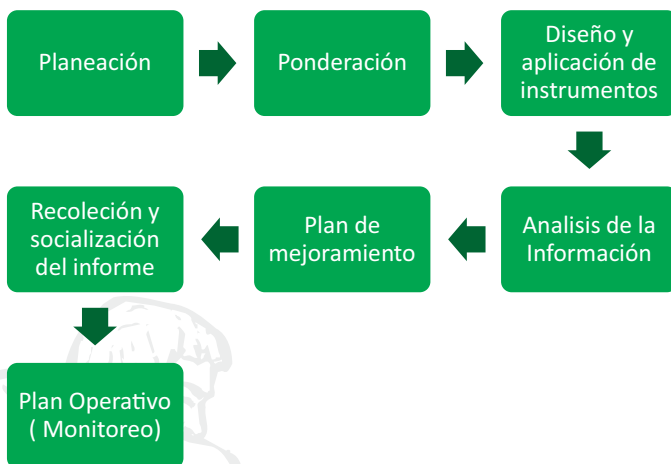 Planeación
Ponderación
Diseño y
aplicación de
instrumentos
Analisis de la
Información
Plan de
mejoramiento
Recoleción y
socialización
del informe
Plan Operativo
( Monitoreo)